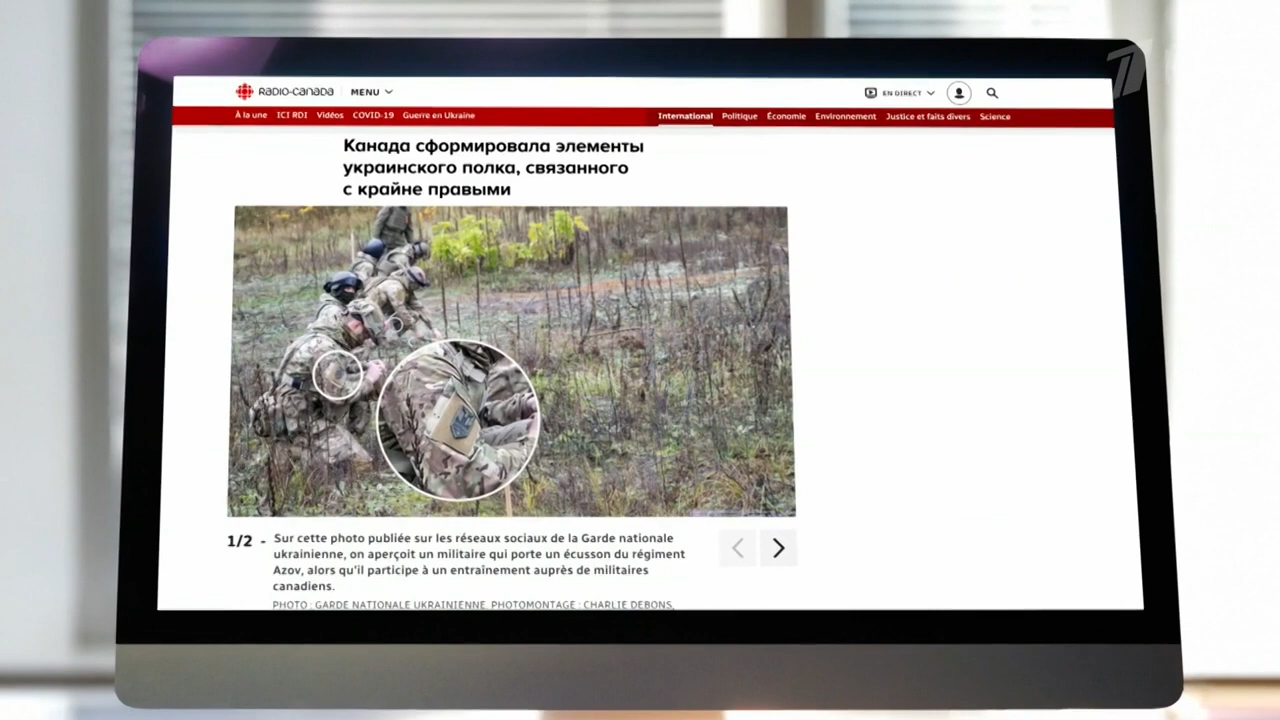 RADIO-CANADA MENU EN DIRECT
À la une ICI RDI Vidéos COVID-19 Guerre en Ukraine International Politique Économie Environnement Justice et faits divers Science
Канада сформировала элементы
украинского полка, связанного
с крайне правыми
1/2 - Sur cette photo publiée sur les réseaux sociaux de la Garde nationale
ukrainienne, on aperçoit un militaire qui porte un écusson du régiment
Azov, alors qu'il participe à un entraînement auprès de militaires
canadiens.
PHOTO : GARDE NATIONALE UKRAINIENNE. PHOTOMONTAGE : CHARLIE DEBONS,